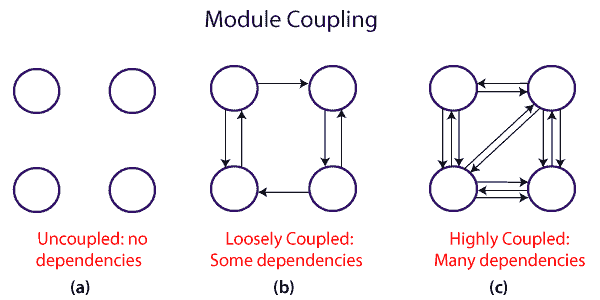 Module Coupling
Uncoupled: no
dependencies
(a)
Loosely Coupled:
Some dependencies
(b)
Highly Coupled:
Many dependencies
(c)